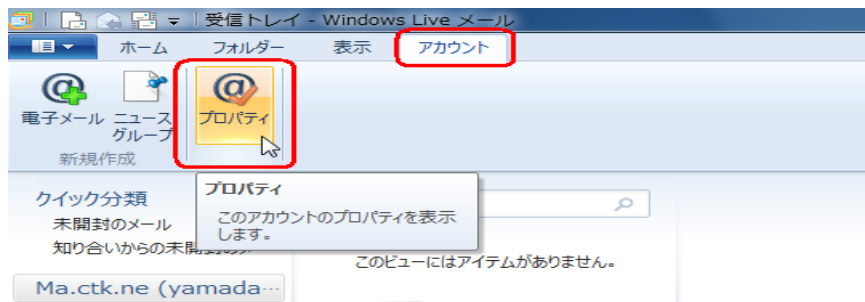 受信トレイ - Windows Live メール
ホーム フォルダー 表示 アカウント
電子メール ニュース グループ プロパティ
新規作成
プロパティ
このアカウントのプロパティを表示
します。
クイック分類
未開封のメール
知り合いからの未開封のメ
このビューにはアイテムがありません。
Ma.ctk.ne (yamada…